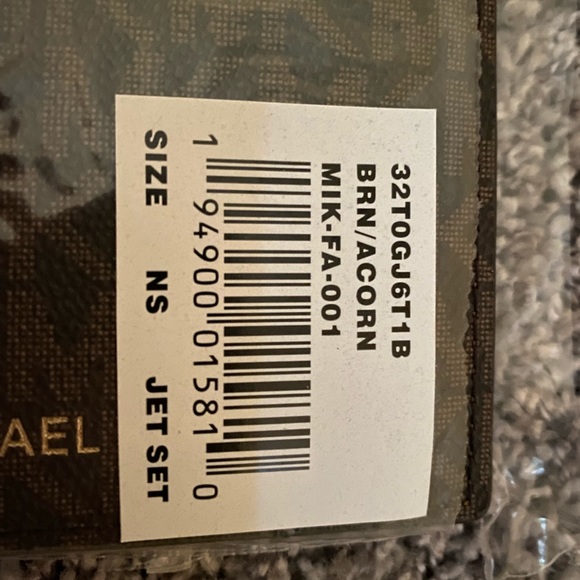 32T0GJ6T1B
BRN/ACORN
MIK-FA-001
1 94900 01581 0
SIZE NS JET SET
AEL